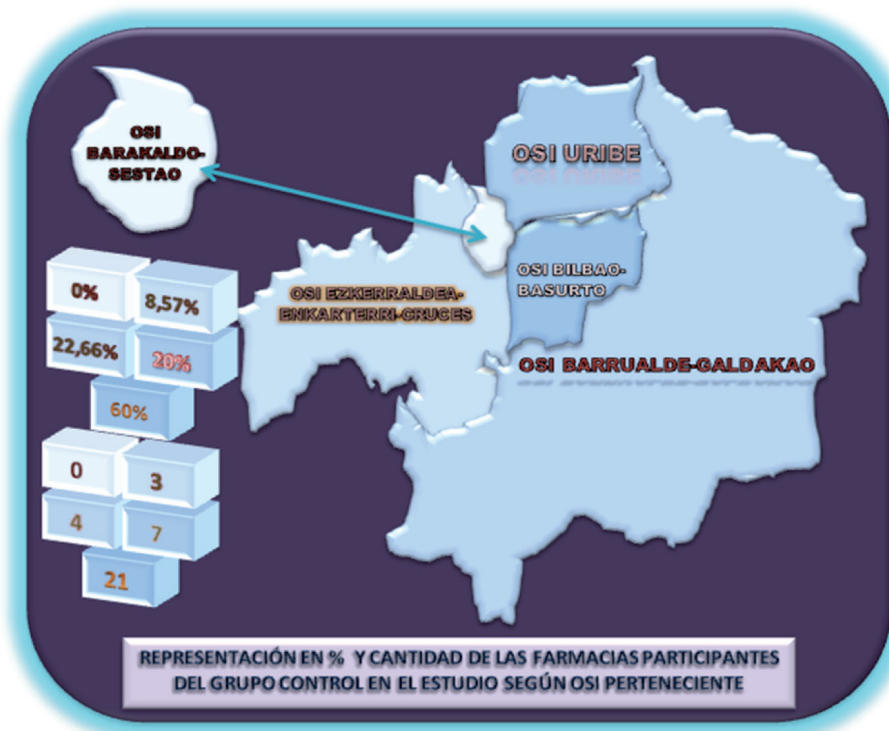 OSI
BARAKALDO-
SESTAO
OSI URIBE
OSI BILBAO-
BASURTO
OSI EZKERRALDEA-
ENKARTERRI-CRUCES
OSI BARRUALDE-GALDAKAO
0%
8,57%
22,66%
20%
60%
0
3
4
7
21
REPRESENTACIÓN EN % Y CANTIDAD DE LAS FARMACIAS PARTICIPANTES
DEL GRUPO CONTROL EN EL ESTUDIO SEGÚN OSI PERTENECIENTE